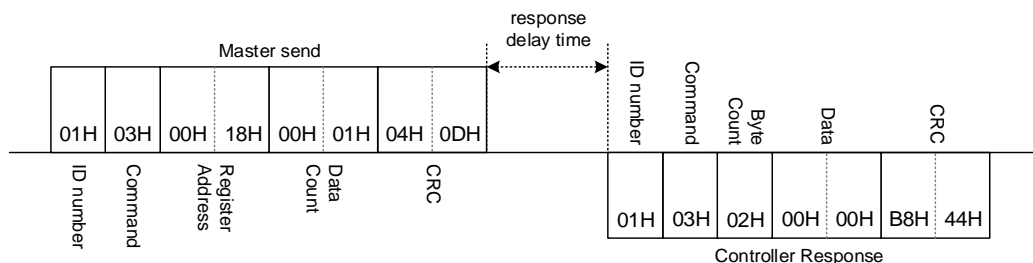 response
delay time
Master send
01H 03H 00H 18H 00H 01H 04H 0DH
ID number
Command
Register
Address
Data
Count
CRC
ID number
Command
Byte
Count
Data
CRC
01H 03H 02H 00H 00H B8H 44H
Controller Response